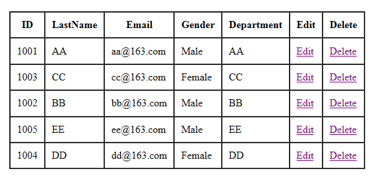 ID LastName Email Gender Department Edit Delete
1001 AA aa@163.com Male AA Edit Delete
1003 CC cc@163.com Female CC Edit Delete
1002 BB bb@163.com Male BB Edit Delete
1005 EE ee@163.com Male EE Edit Delete
1004 DD dd@163.com Female DD Edit Delete